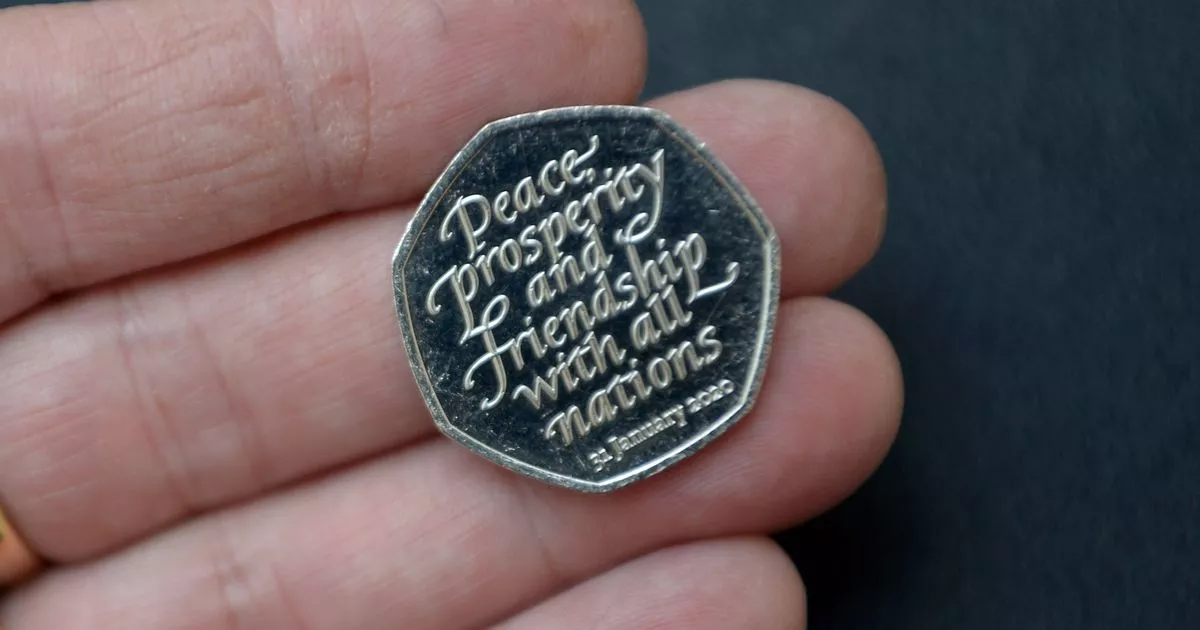 Peace,
prosperity
and
friendship
with all
nations
31 January 2020